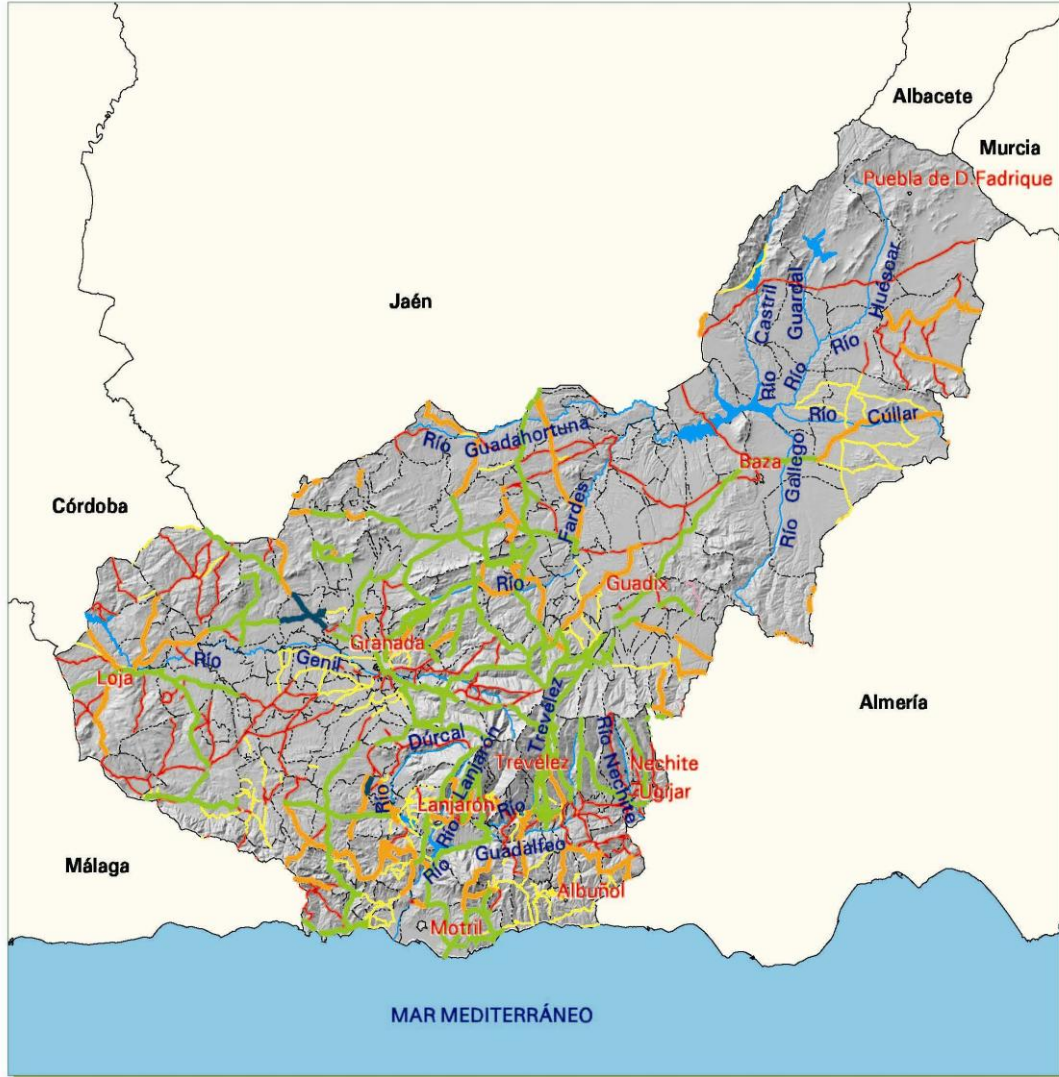 Albacete
Murcia
Puebla de D.Fadrique
Jaén
Río Castril
Río Guardal
Río Huéscar
Río Guadahortuna
Río Cúllar
Baza
Río Gallego
Córdoba
Río Fardes
Guadix
Granada
Río Genil
Loja
Almería
Río Dúrcal
Río Lanjarón
Río Trevélez
Trevélez
Río Nechite
Nechite
Ugíjar
Lanjarón
Río Guadalfeo
Málaga
Albuñol
Motril
MAR MEDITERRÁNEO